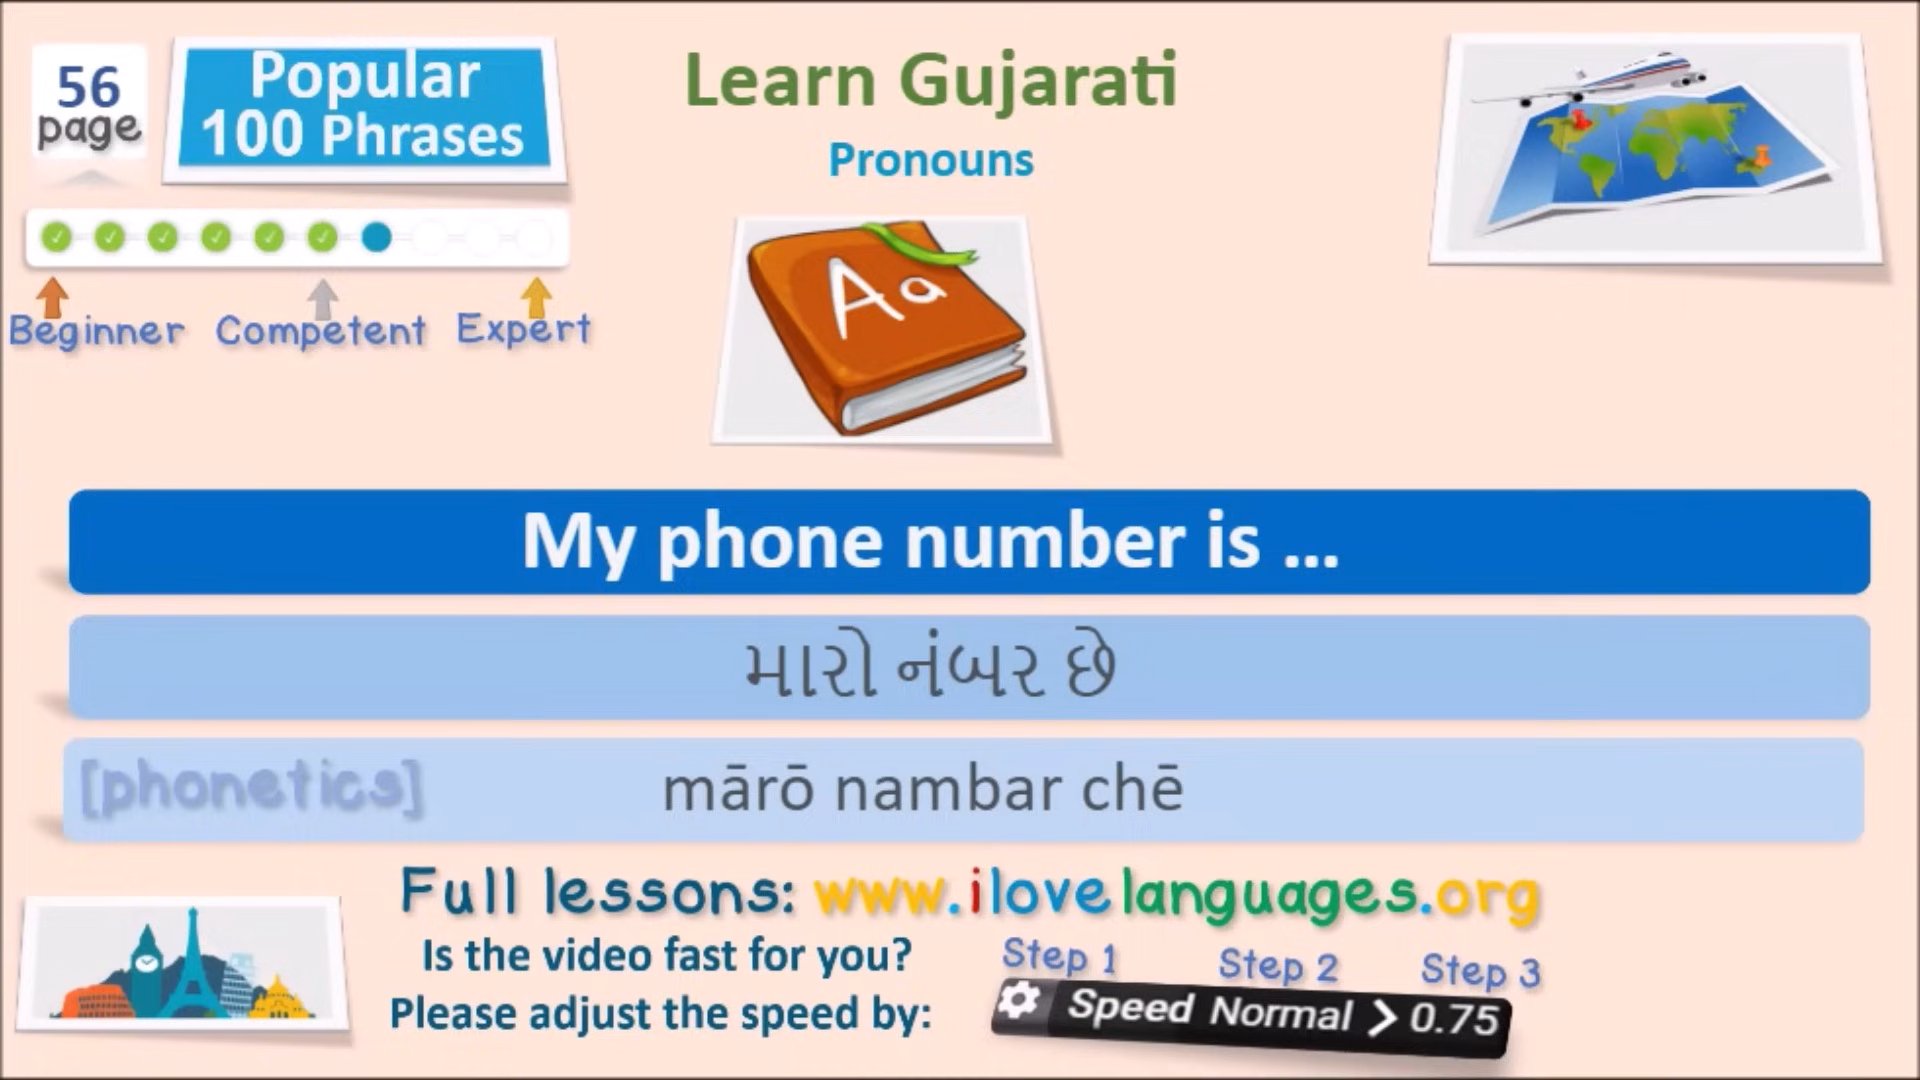 56
page
Popular
100 Phrases
Learn Gujarati
Pronouns
Beginner Competent Expert
Aa
My phone number is ...
મારો નંબર છે
[phonetics] mārō nambar chē
Full lessons: www.ilovelanguages.org
Is the video fast for you?
Please adjust the speed by:
Step 1 Step 2 Step 3
Speed Normal > 0.75